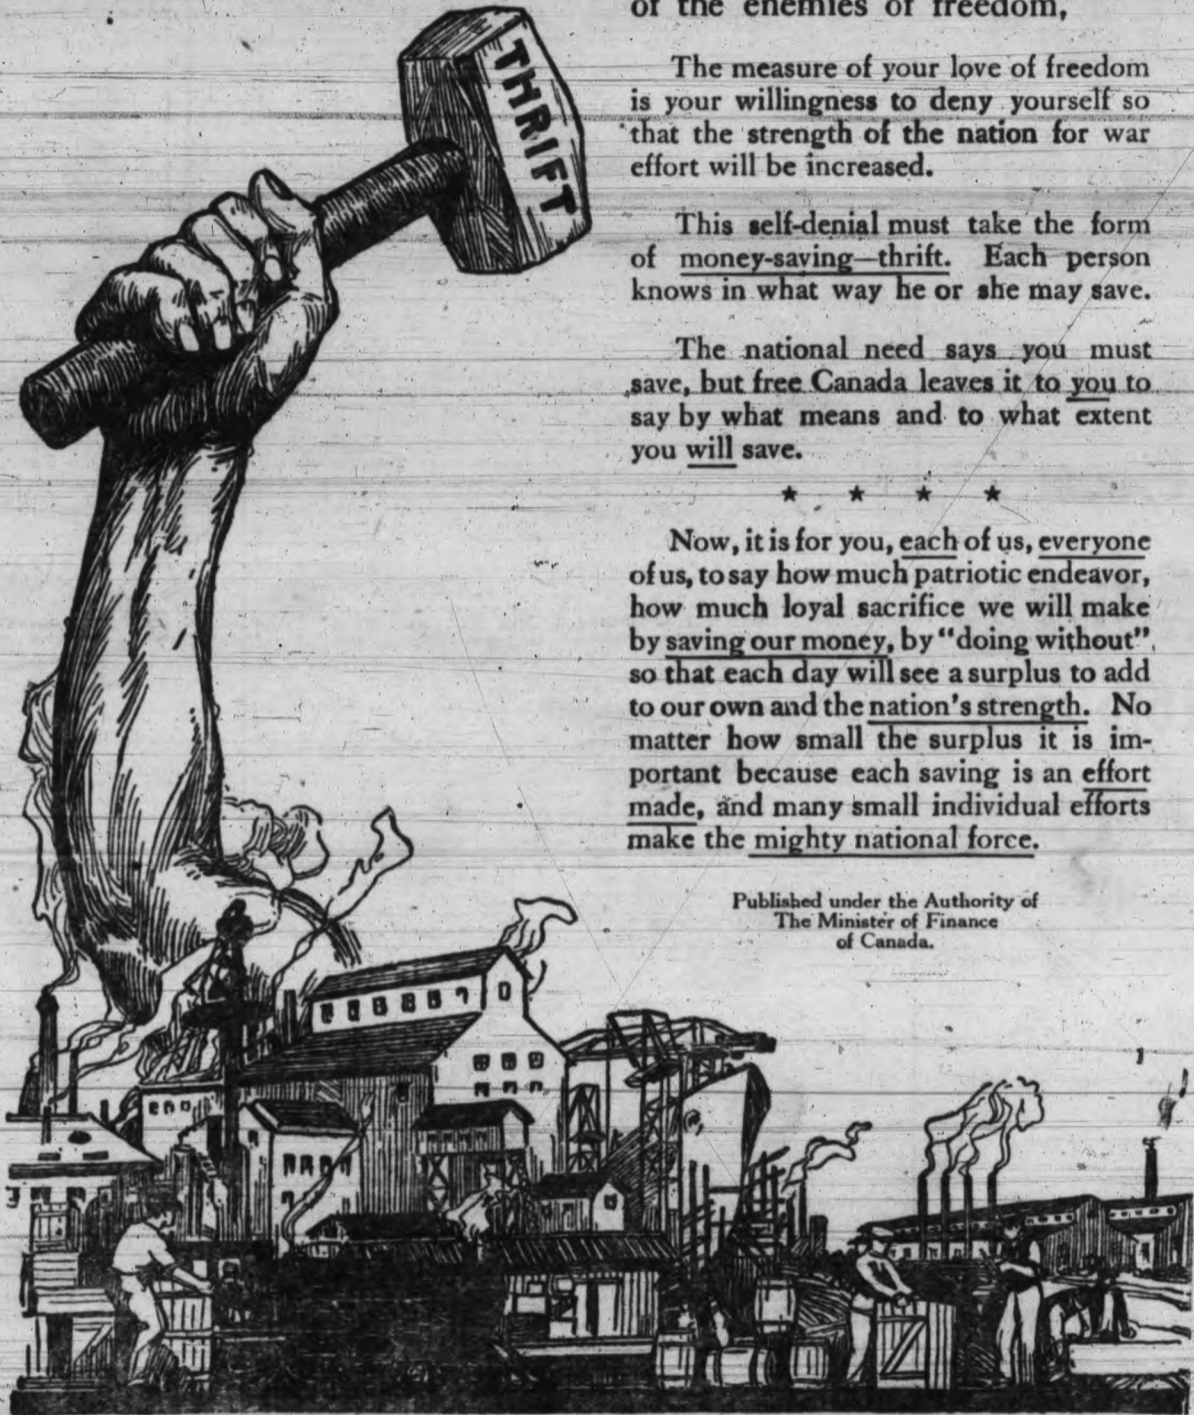 THRIFT
of the enemies of freedom,
The measure of your love of freedom
is your willingness to deny yourself so
that the strength of the nation for war
effort will be increased.
This self-denial must take the form
of money-saving—thrift. Each person
knows in what way he or she may save.
The national need says you must
save, but free Canada leaves it to you to
say by what means and to what extent
you will save.
★ ★ ★ ★
Now, it is for you, each of us, everyone
of us, to say how much patriotic endeavor,
how much loyal sacrifice we will make
by saving our money, by "doing without"
so that each day will see a surplus to add
to our own and the nation's strength. No
matter how small the surplus it is im-
portant because each saving is an effort
made, and many small individual efforts
make the mighty national force.
Published under the Authority of
The Minister of Finance
of Canada.